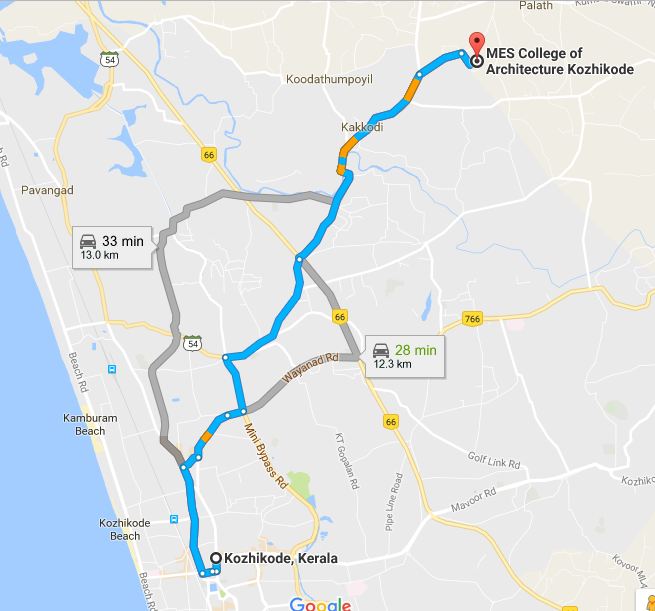 Palath
54
MES College of
Architecture Kozhikode
Koodathumpoyil
Kakkodi
66
Pavangad
33 min
13.0 km
66
766
54
28 min
12.3 km
Wayanad Rd
Beach Rd
Kamburam
Beach
66
Mini Bypass Rd
KT Gopalan Rd
Golf Link Rd
Pipe Line Road
Mavoor Rd
Kozhiko
Kozhikode
Beach
Kozhikode, Kerala
Beach Rd
Google